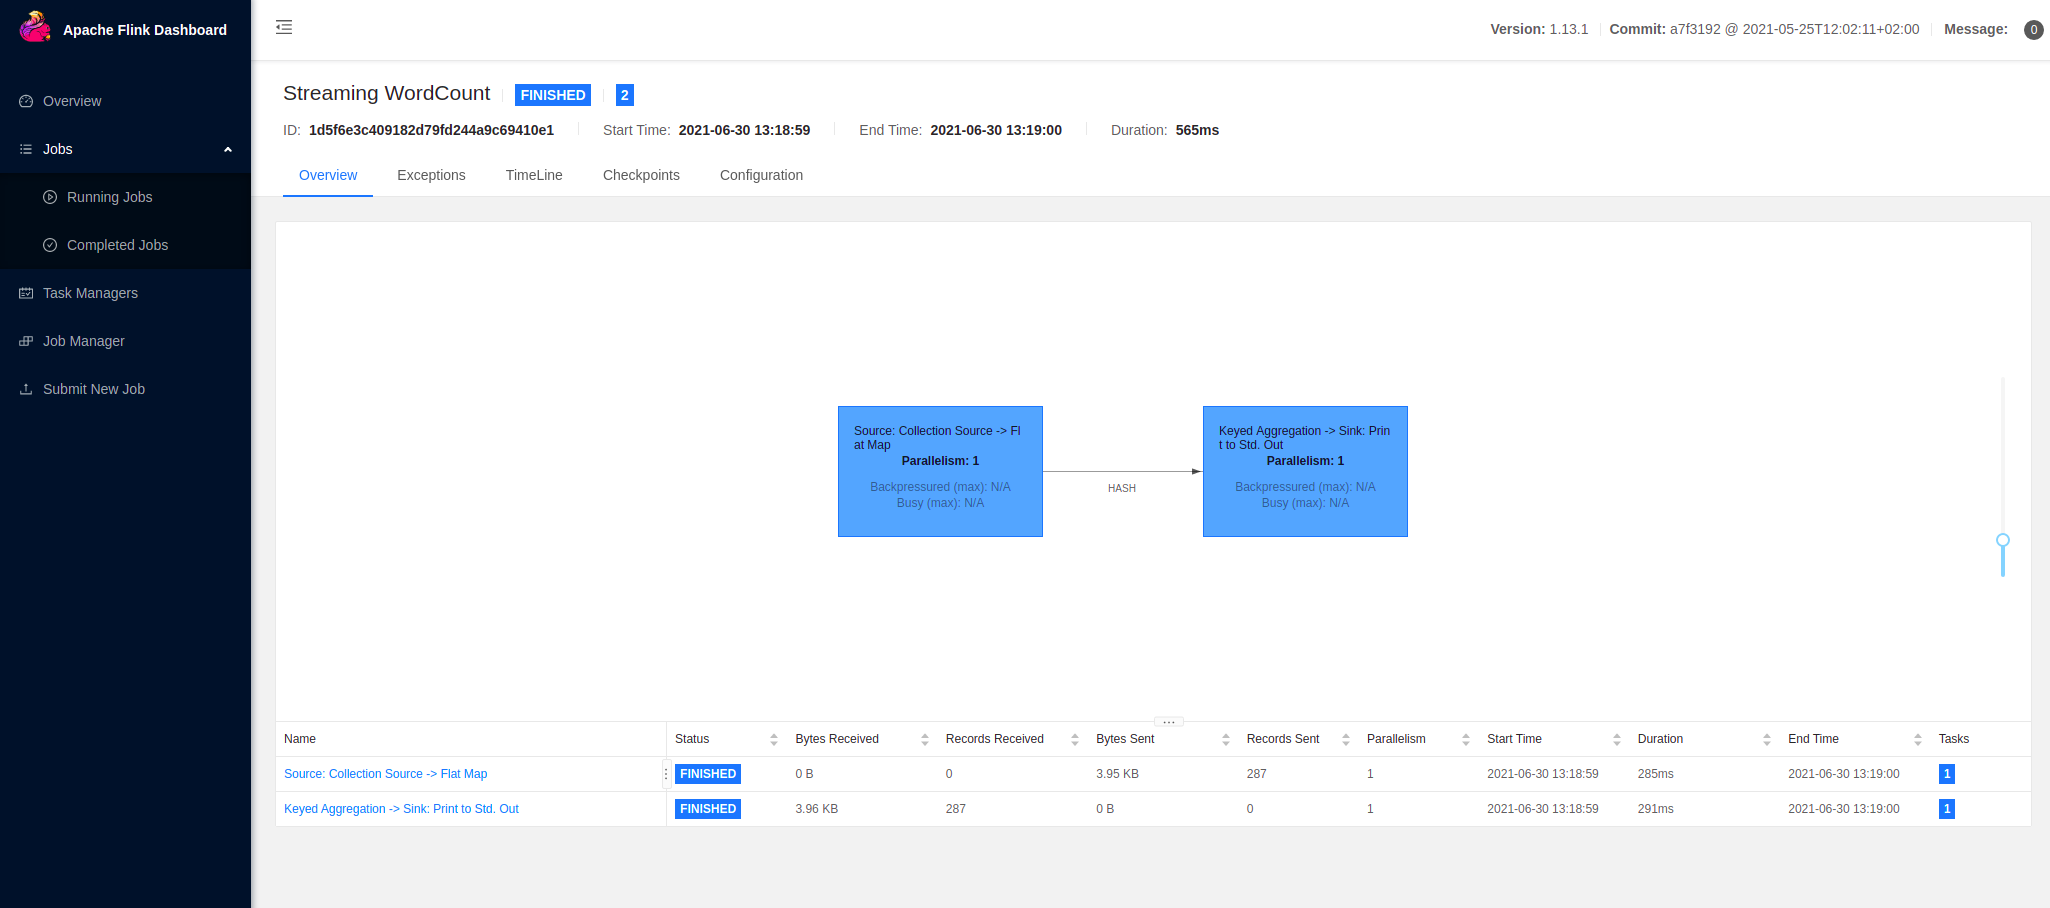 Apache Flink Dashboard
Version: 1.13.1 Commit: a7f3192 @ 2021-05-25T12:02:11+02:00 Message: 0
Overview
Jobs
Running Jobs
Completed Jobs
Task Managers
Job Manager
Submit New Job
Streaming WordCount FINISHED 2
ID: 1d5f6e3c409182d79fd244a9c69410e1 Start Time: 2021-06-30 13:18:59 End Time: 2021-06-30 13:19:00 Duration: 565ms
Overview Exceptions TimeLine Checkpoints Configuration
Source: Collection Source -> Fl
at Map
Parallelism: 1
Backpressured (max): N/A
Busy (max): N/A
HASH
Keyed Aggregation -> Sink: Prin
t to Std. Out
Parallelism: 1
Backpressured (max): N/A
Busy (max): N/A
Name Status Bytes Received Records Received Bytes Sent Records Sent Parallelism Start Time Duration End Time Tasks
Source: Collection Source -> Flat Map FINISHED 0 B 0 3.95 KB 287 1 2021-06-30 13:18:59 285ms 2021-06-30 13:19:00 1
Keyed Aggregation -> Sink: Print to Std. Out FINISHED 3.96 KB 287 0 B 0 1 2021-06-30 13:18:59 291ms 2021-06-30 13:19:00 1